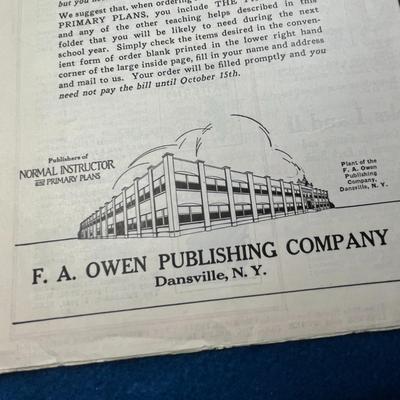 but you need
We suggest that, when ordering
PRIMARY PLANS, you include THE
and any of the other teaching helps described in this
folder that you will be likely to need during the next
school year. Simply check the items desired in the conven-
ient form of order blank printed in the lower right hand
corner of the large inside page, fill in your name and address
and mail to us. Your order will be filled promptly and you
need not pay the bill until October 15th.
Publishers of
NORMAL INSTRUCTOR
AND PRIMARY PLANS
Plant of the
F. A. Owen
Publishing
Company,
Dansville, N. Y.
F. A. OWEN PUBLISHING COMPANY
Dansville, N. Y.